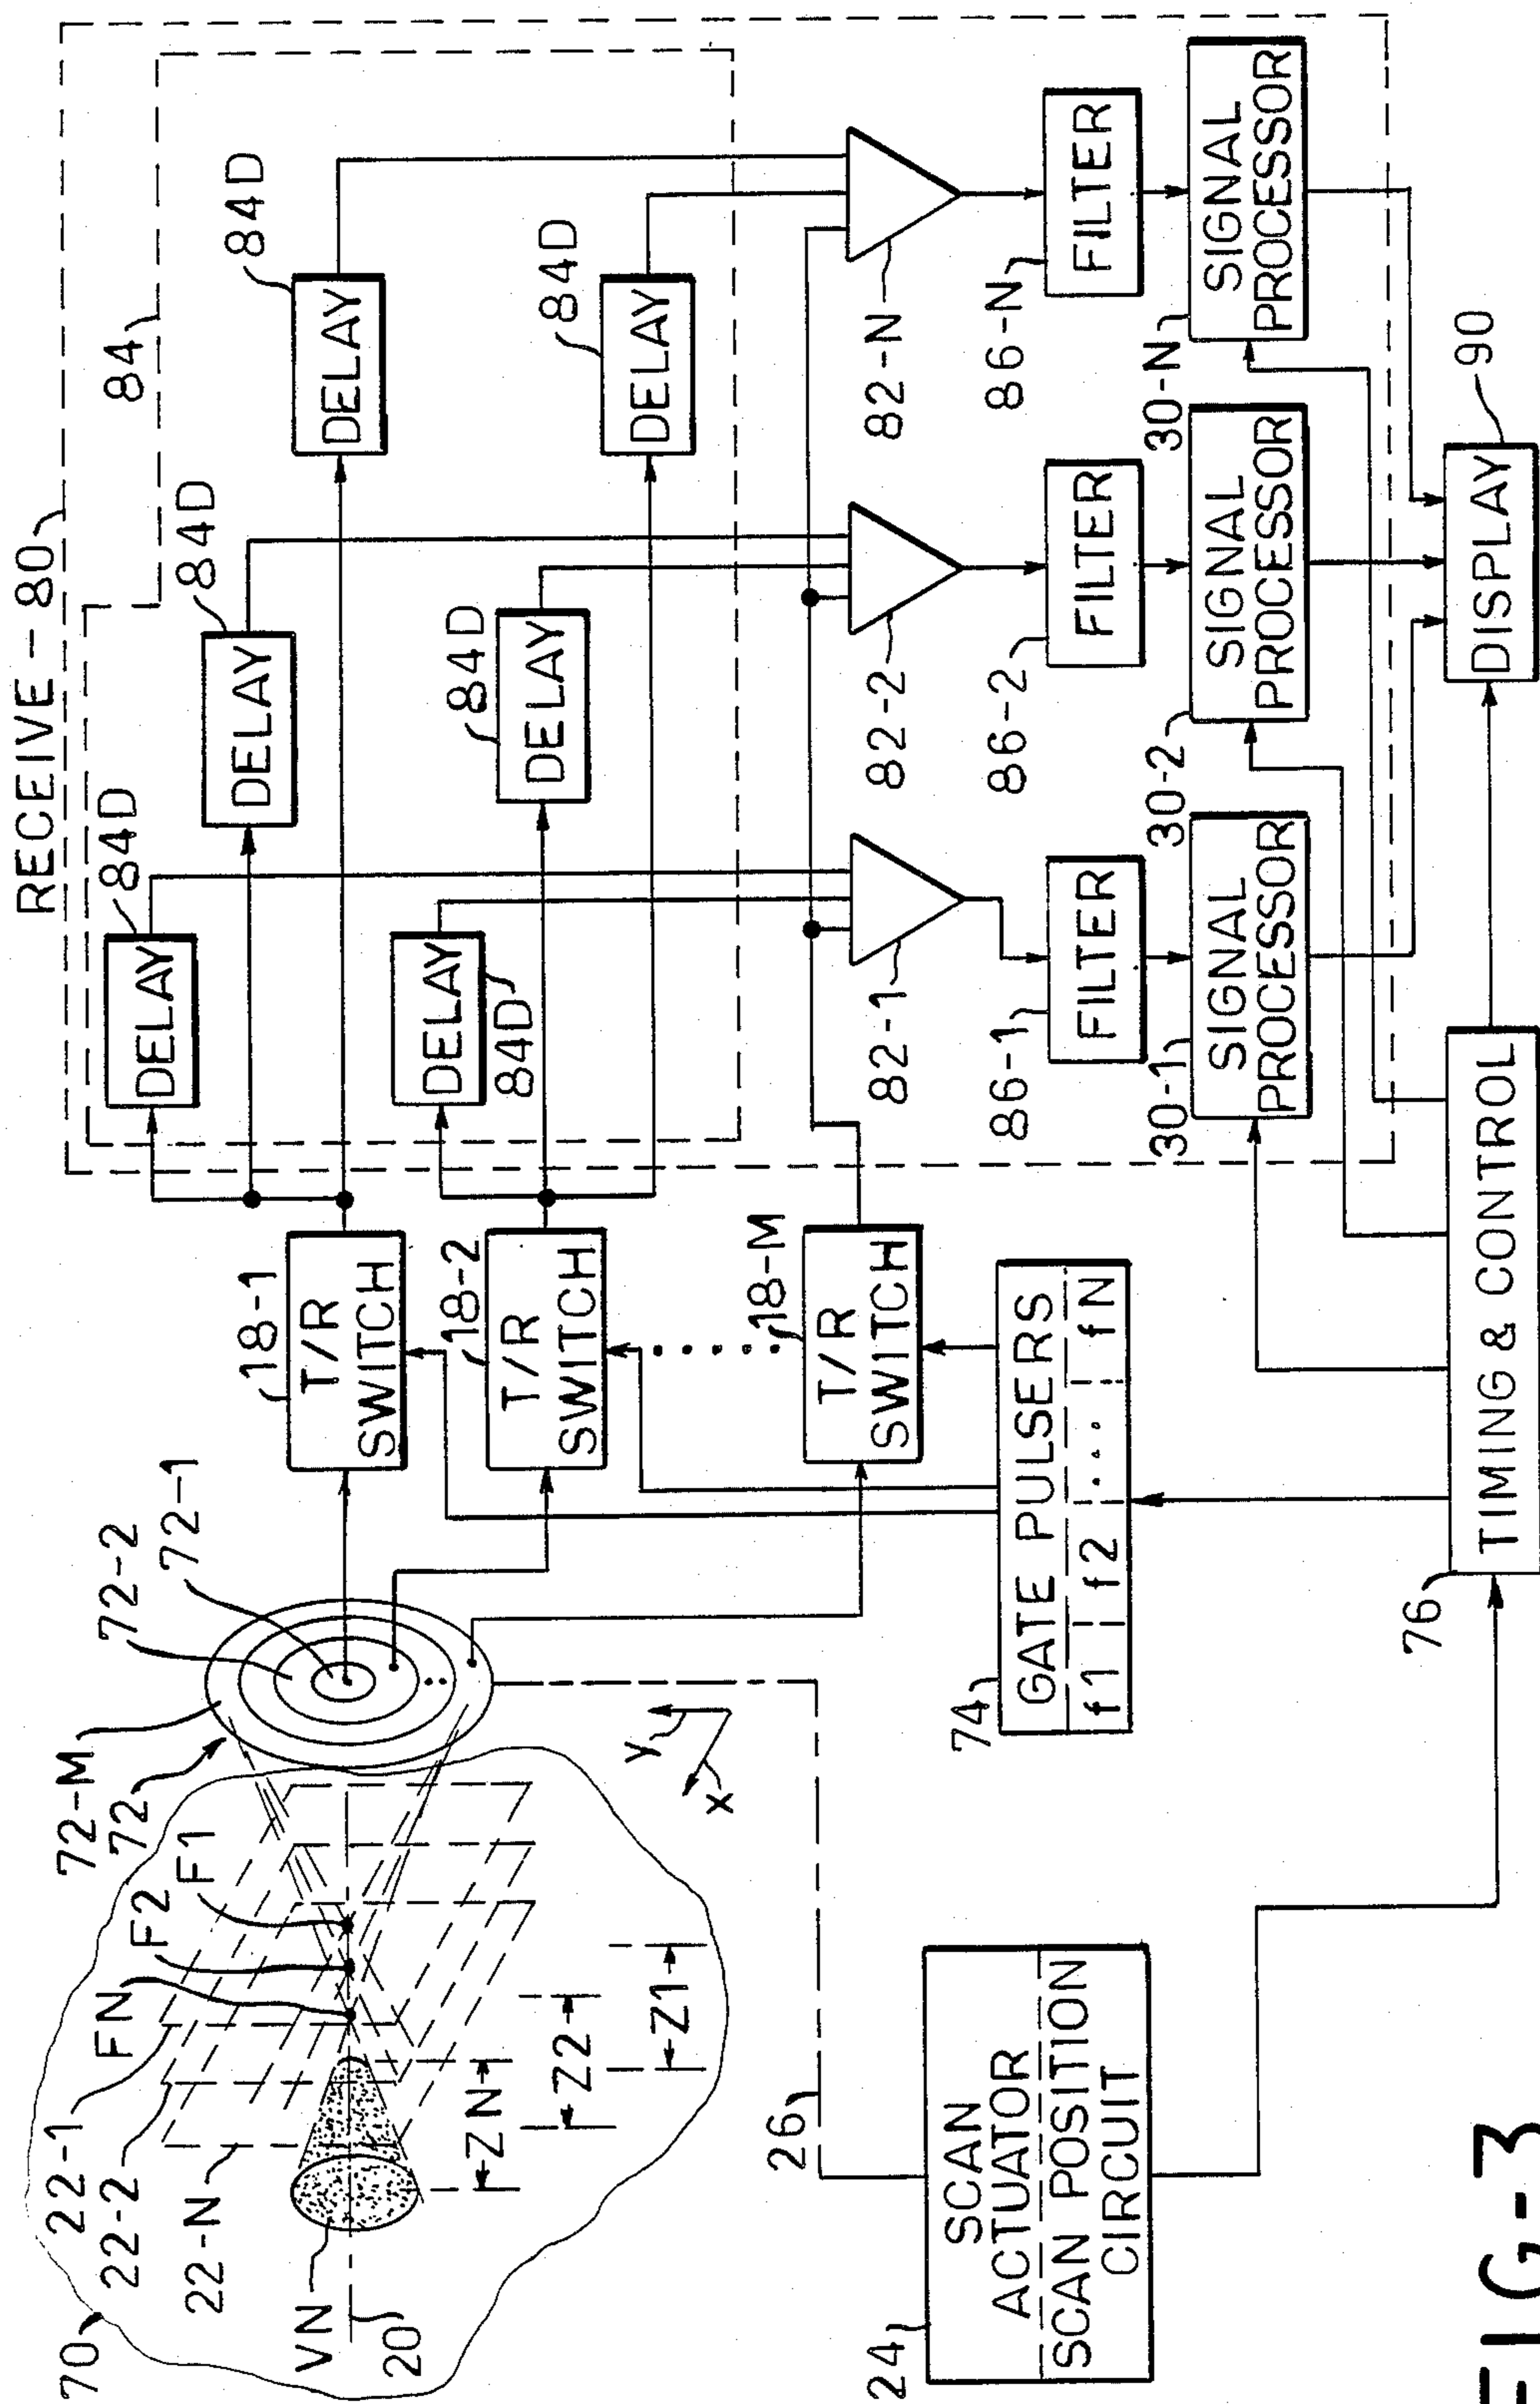 RECEIVE - 80
84
84D
DELAY
84D
DELAY
84D
DELAY
84D
DELAY
84D
DELAY
84D
DELAY
70
22-1
22-2
22-N
VN
20
FN
F2
F1
72-M
72
72-2
72-1
ZN
Z2
Z1
y
x
18-1
T/R
SWITCH
18-2
T/R
SWITCH
18-M
T/R
SWITCH
82-1
82-2
82-N
86-1
FILTER
86-2
FILTER
86-N
FILTER
30-1
SIGNAL
PROCESSOR
30-2
SIGNAL
PROCESSOR
30-N
SIGNAL
PROCESSOR
26
24
SCAN
ACTUATOR
SCAN POSITION
CIRCUIT
74
GATE PULSERS
f1 f2 ... fN
76
TIMING & CONTROL
DISPLAY
90
FIG-3